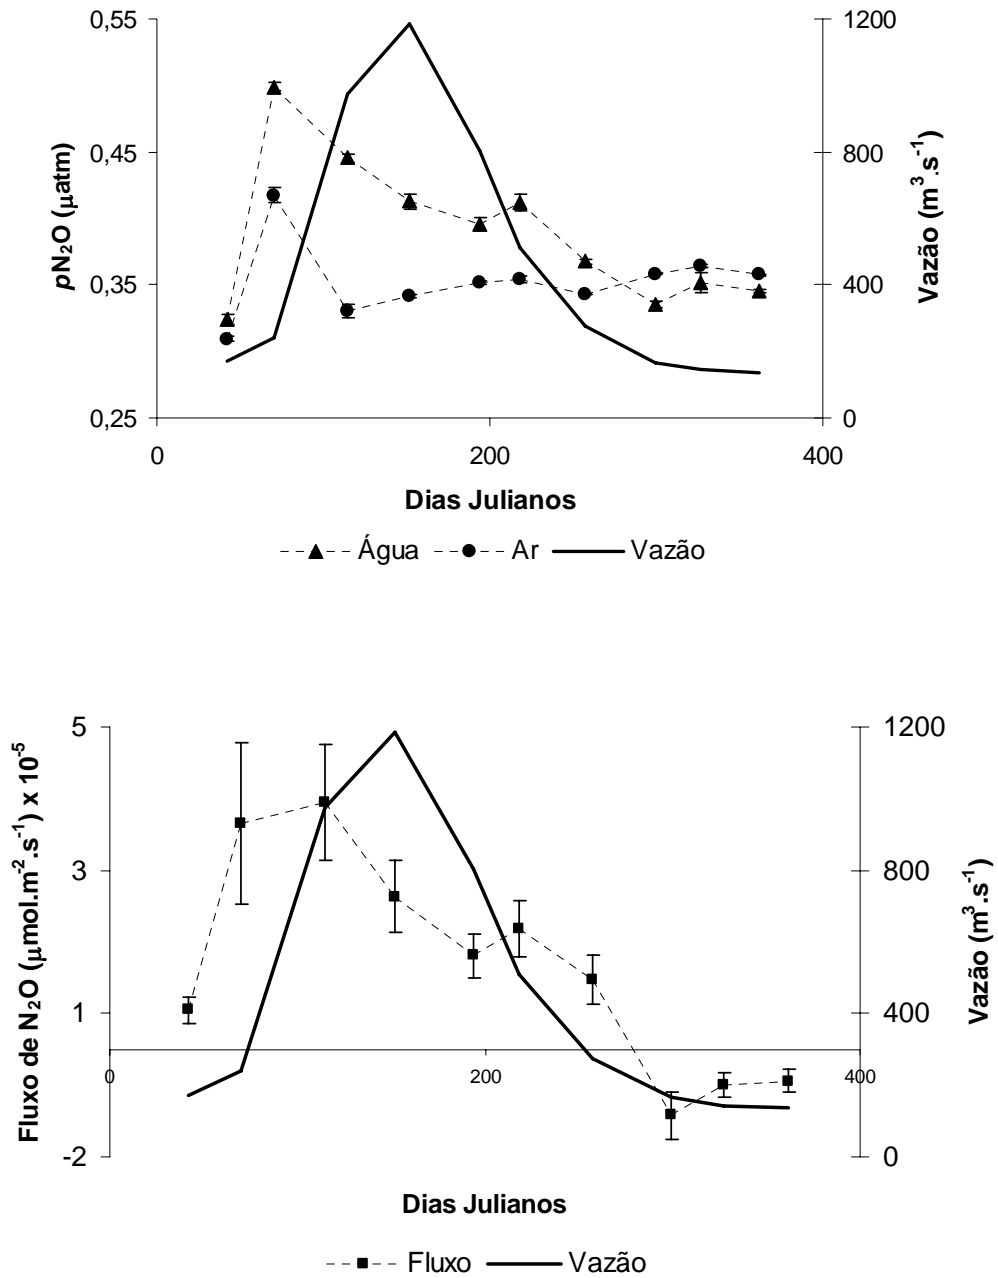 0,55
0,45
0,35
0,25
pN₂O (μatm)
1200
800
400
0
Vazão (m³.s⁻¹)
0 200 400
Dias Julianos
Água Ar Vazão
5
3
1
-2
Fluxo de N₂O (μmol.m⁻².s⁻¹) x 10⁻⁵
1200
800
400
0
Vazão (m³.s⁻¹)
0 200 400
Dias Julianos
Fluxo Vazão